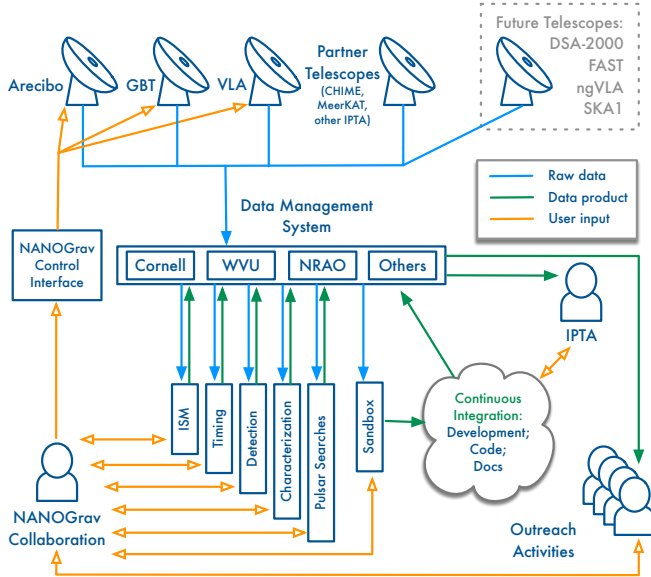 Future Telescopes:
DSA-2000
FAST
ngVLA
SKA1
Arecibo
GBT
VLA
Partner
Telescopes
(CHIME,
MeerKAT,
other IPTA)
Raw data
Data product
User input
Data Management
System
NANOGrav
Control
Interface
Cornell
WVU
NRAO
Others
IPTA
ISM
Timing
Detection
Characterization
Pulsar Searches
Sandbox
Continuous
Integration:
Development;
Code;
Docs
NANOGrav
Collaboration
Outreach
Activities